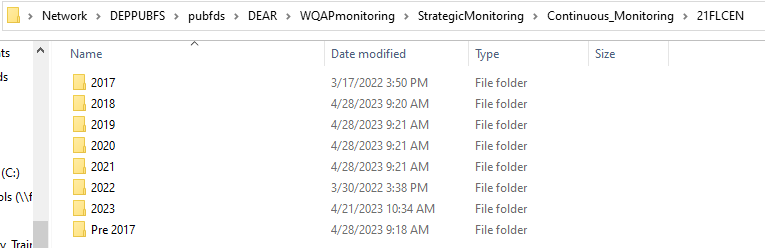 Network > DEPPUBFS > pubfds > DEAR > WQAPmonitoring > StrategicMonitoring > Continuous_Monitoring > 21FLCEN >
Name Date modified Type Size
2017 3/17/2022 3:50 PM File folder
2018 4/28/2023 9:20 AM File folder
2019 4/28/2023 9:21 AM File folder
2020 4/28/2023 9:21 AM File folder
2021 4/28/2023 9:21 AM File folder
2022 3/30/2022 3:38 PM File folder
2023 4/21/2023 10:34 AM File folder
Pre 2017 4/28/2023 9:18 AM File folder
nts
ds
(C:)
ols (\\f
y_Train